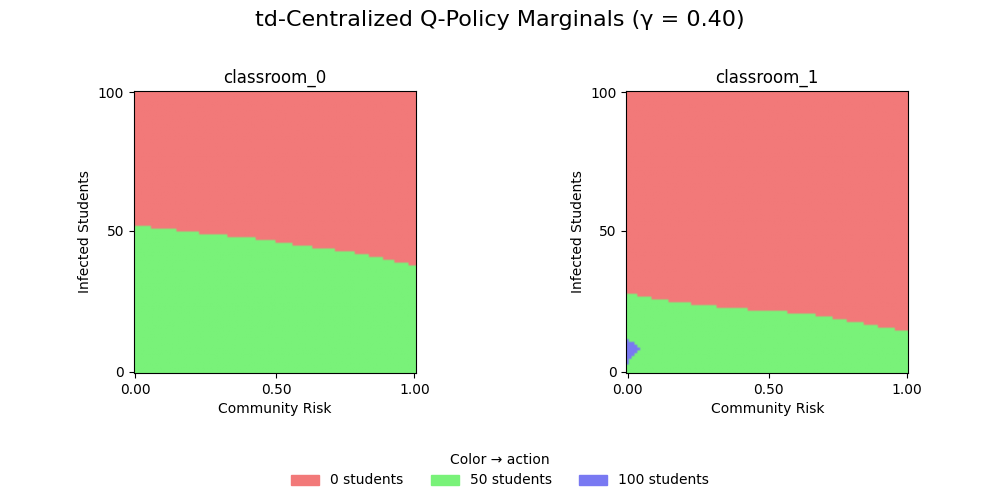 td-Centralized Q-Policy Marginals (γ = 0.40)
classroom_0
100
50
0
Infected Students
0.00 0.50 1.00
Community Risk
classroom_1
100
50
0
Infected Students
0.00 0.50 1.00
Community Risk
Color → action
0 students 50 students 100 students